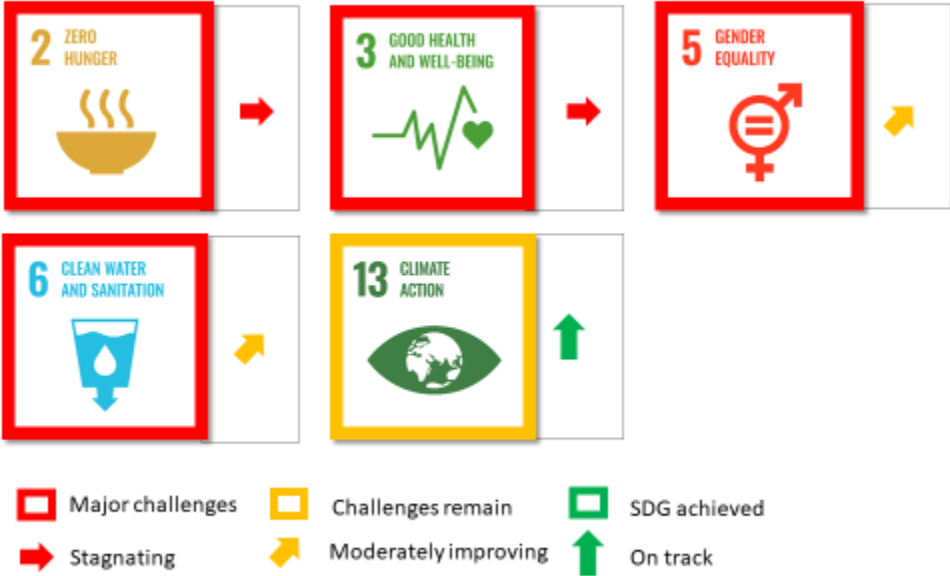 2 ZERO
HUNGER
3 GOOD HEALTH
AND WELL-BEING
5 GENDER
EQUALITY
6 CLEAN WATER
AND SANITATION
13 CLIMATE
ACTION
Major challenges
Challenges remain
SDG achieved
Stagnating
Moderately improving
On track